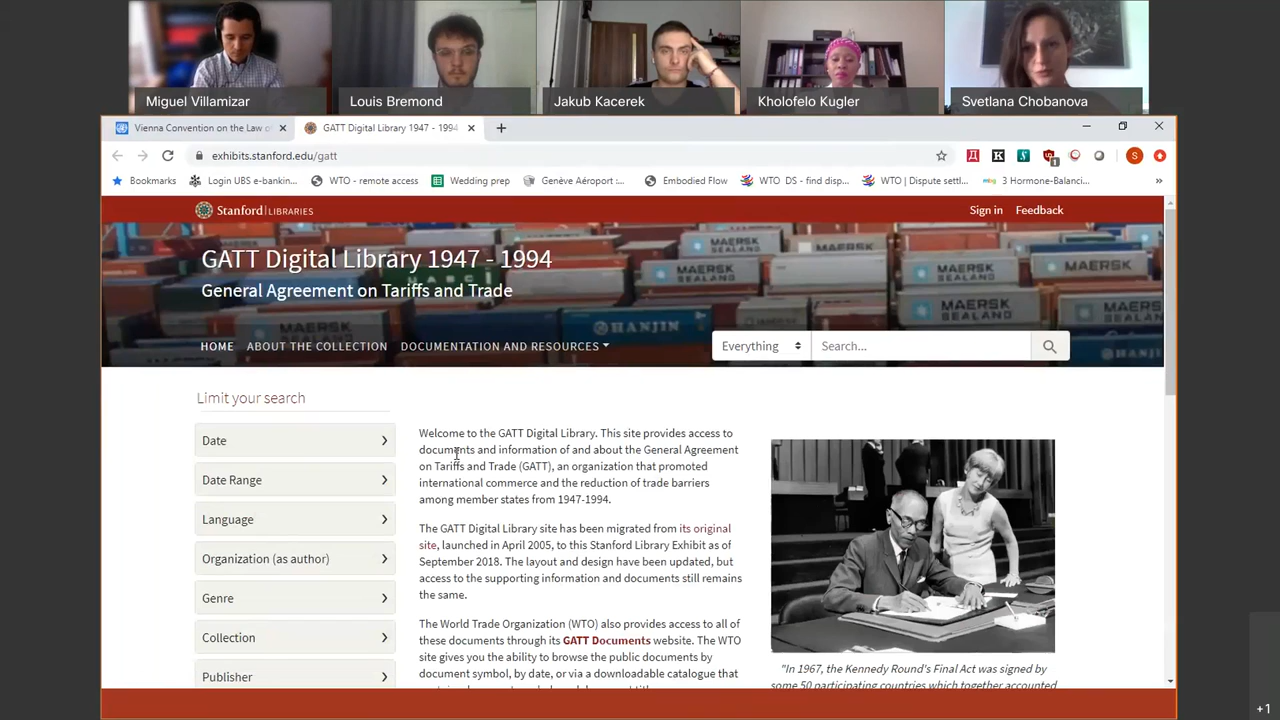 Miguel Villamizar
Louis Bremond
Jakub Kacerek
Kholofelo Kugler
Svetlana Chobanova
Vienna Convention on the Law of
GATT Digital Library 1947 - 1994
exhibits.stanford.edu/gatt
1
S
Bookmarks
Login UBS e-bankin...
WTO - remote access
Wedding prep
Genève Aéroport :...
Embodied Flow
WTO DS - find disp...
WTO | Dispute settl...
3 Hormone-Balanci...
Stanford | LIBRARIES
Sign in
Feedback
GATT Digital Library 1947 - 1994
General Agreement on Tariffs and Trade
MAERSK
SEALAND
HANJIN
HOME
ABOUT THE COLLECTION
DOCUMENTATION AND RESOURCES
Everything
Search...
Limit your search
Date
Date Range
Language
Organization (as author)
Genre
Collection
Publisher
Welcome to the GATT Digital Library. This site provides access to
documents and information of and about the General Agreement
on Tariffs and Trade (GATT), an organization that promoted
international commerce and the reduction of trade barriers
among member states from 1947-1994.
The GATT Digital Library site has been migrated from its original
site, launched in April 2005, to this Stanford Library Exhibit as of
September 2018. The layout and design have been updated, but
access to the supporting information and documents still remains
the same.
The World Trade Organization (WTO) also provides access to all of
these documents through its GATT Documents website. The WTO
site gives you the ability to browse the public documents by
document symbol, by date, or via a downloadable catalogue that
"In 1967, the Kennedy Round's Final Act was signed by
some 50 participating countries which together accounted
+1